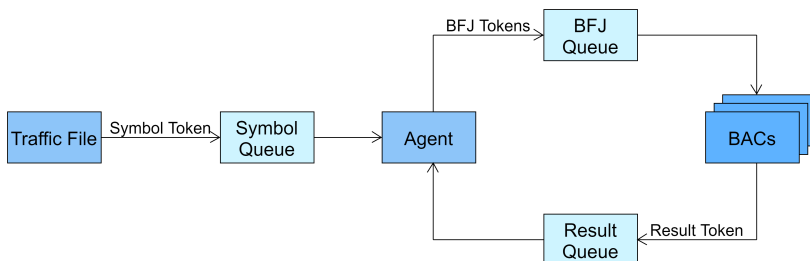 BFJ Tokens
BFJ
Queue
Traffic File
Symbol Token
Symbol
Queue
Agent
BACs
Result
Queue
Result Token